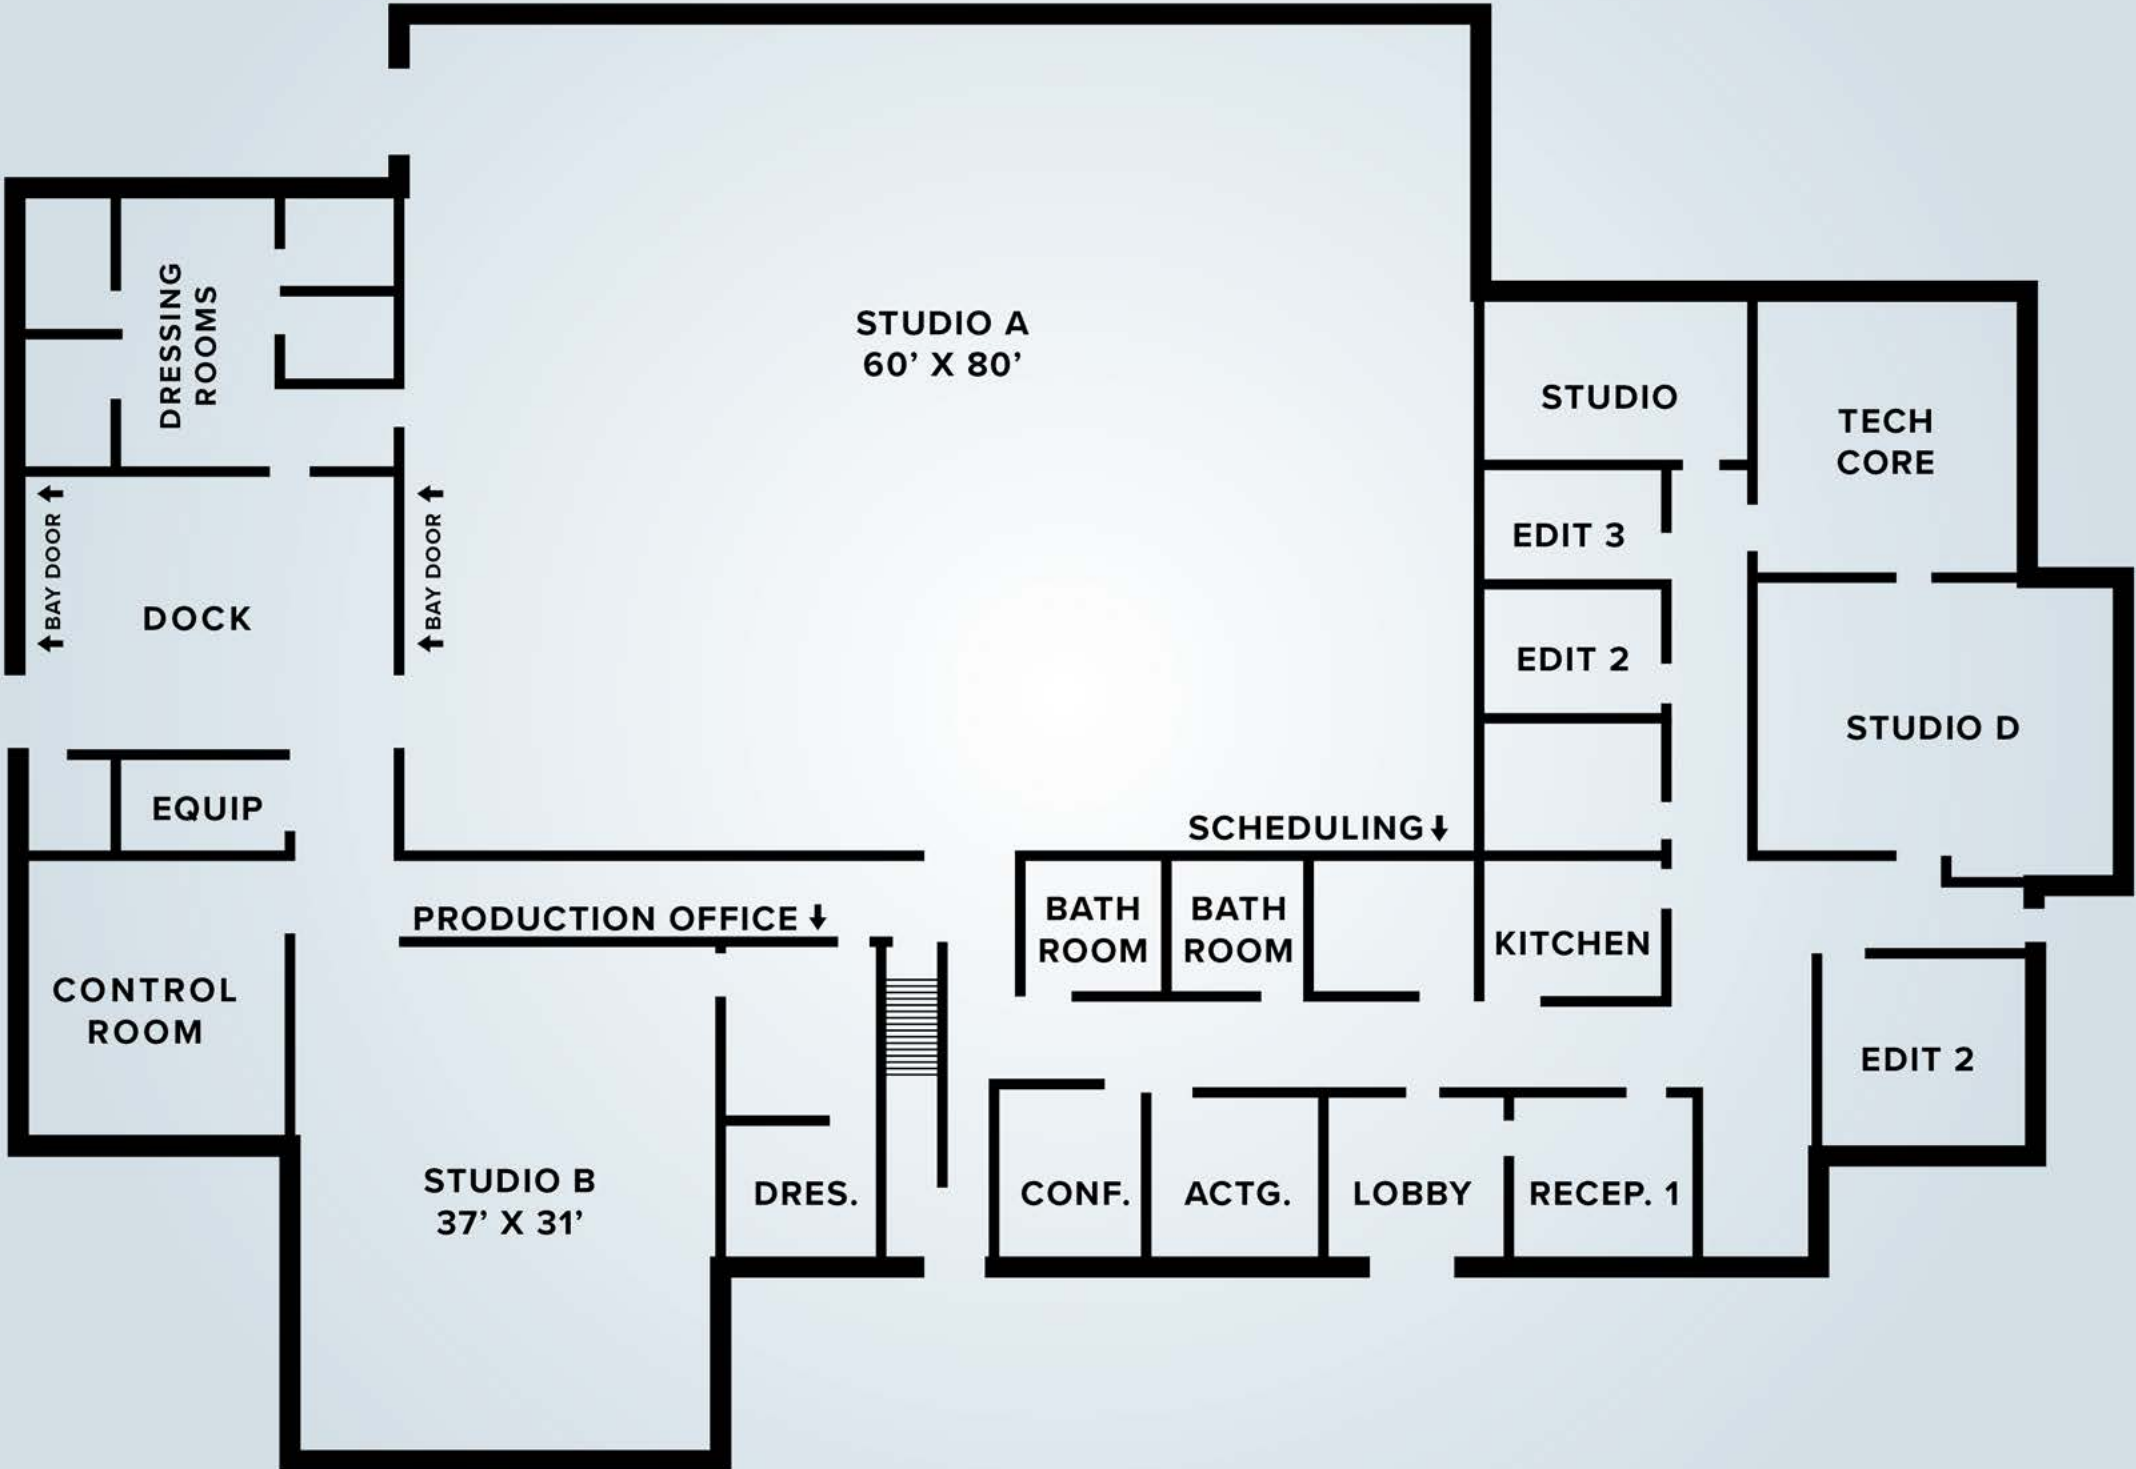 STUDIO A
60’ X 80’
DRESSING
ROOMS
STUDIO
TECH
CORE
EDIT 3
BAY DOOR
BAY DOOR
DOCK
EDIT 2
STUDIO D
EQUIP
SCHEDULING
PRODUCTION OFFICE
BATH
ROOM
BATH
ROOM
KITCHEN
CONTROL
ROOM
EDIT 2
STUDIO B
37’ X 31’
DRES.
CONF.
ACTG.
LOBBY
RECEP. 1